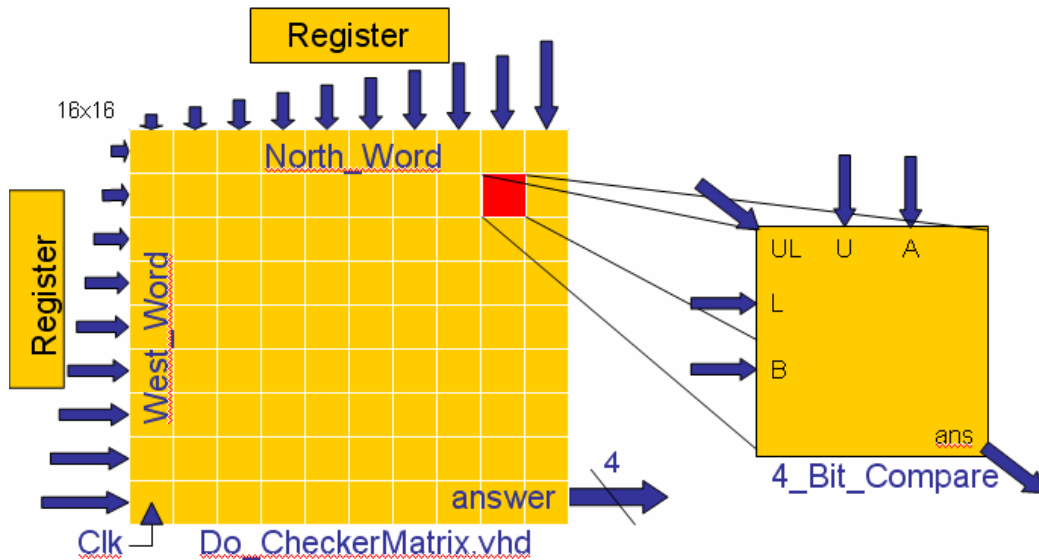 Register
16x16
North_Word
Register
West_Word
UL U A
L
B
ans
4_Bit_Compare
4
answer
Clk
Do_CheckerMatrix.vhd